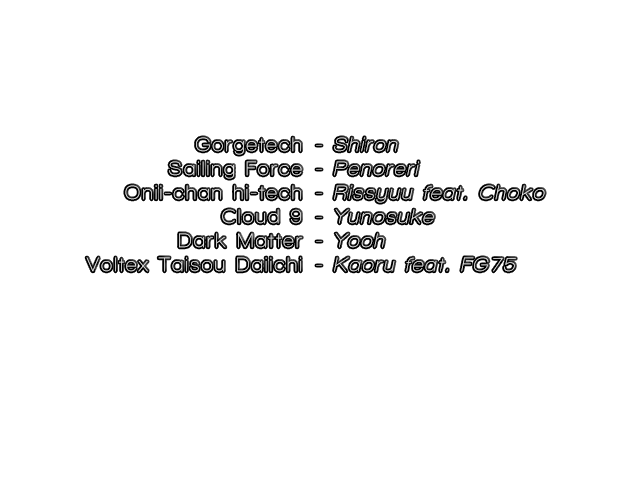 Gorgetech - Shiron
Sailing Force - Penoreri
Onii-chan hi-tech - Rissyuu feat. Choko
Cloud 9 - Yunosuke
Dark Matter - Yooh
Voltex Taisou Daiichi - Kaoru feat. FG75